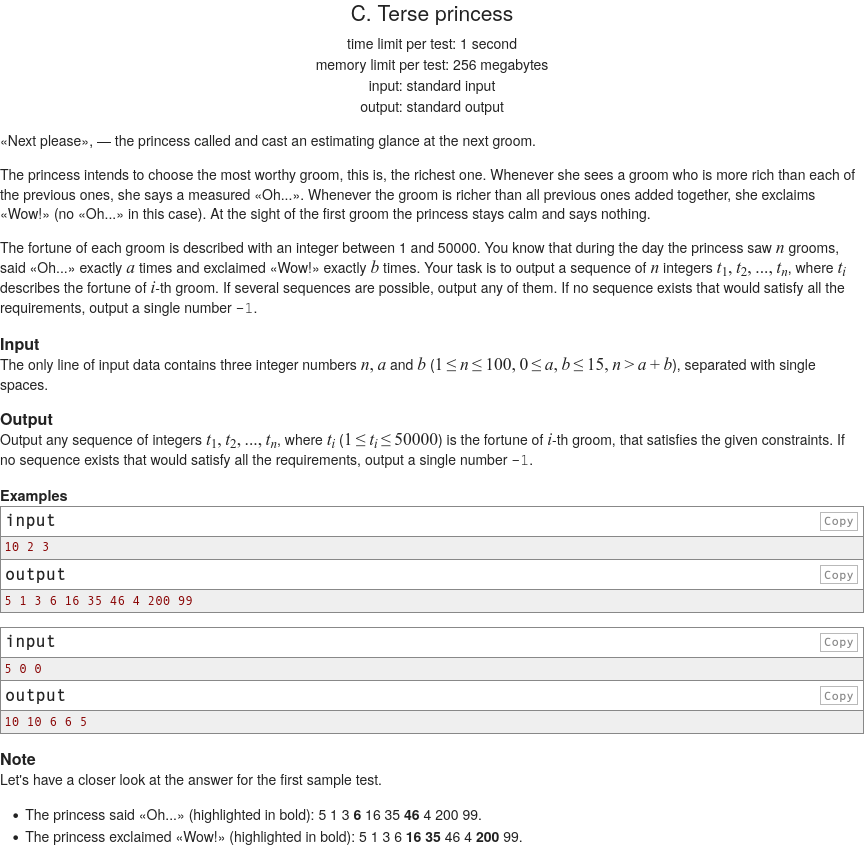 C. Terse princess
time limit per test: 1 second
memory limit per test: 256 megabytes
input: standard input
output: standard output
«Next please», — the princess called and cast an estimating glance at the next groom.
The princess intends to choose the most worthy groom, this is, the richest one. Whenever she sees a groom who is more rich than each of
the previous ones, she says a measured «Oh...». Whenever the groom is richer than all previous ones added together, she exclaims
«Wow!» (no «Oh...» in this case). At the sight of the first groom the princess stays calm and says nothing.
The fortune of each groom is described with an integer between 1 and 50000. You know that during the day the princess saw n grooms,
said «Oh...» exactly a times and exclaimed «Wow!» exactly b times. Your task is to output a sequence of n integers t1, t2, ..., tn, where ti
describes the fortune of i-th groom. If several sequences are possible, output any of them. If no sequence exists that would satisfy all the
requirements, output a single number -1.
Input
The only line of input data contains three integer numbers n, a and b (1 ≤ n ≤ 100, 0 ≤ a, b ≤ 15, n > a + b), separated with single
spaces.
Output
Output any sequence of integers t1, t2, ..., tn, where ti (1 ≤ ti ≤ 50000) is the fortune of i-th groom, that satisfies the given constraints. If
no sequence exists that would satisfy all the requirements, output a single number -1.
Examples
input
Copy
10 2 3
output
Copy
5 1 3 6 16 35 46 4 200 99
input
Copy
5 0 0
output
Copy
10 10 6 6 5
Note
Let's have a closer look at the answer for the first sample test.
• The princess said «Oh...» (highlighted in bold): 5 1 3 6 16 35 46 4 200 99.
• The princess exclaimed «Wow!» (highlighted in bold): 5 1 3 6 16 35 46 4 200 99.